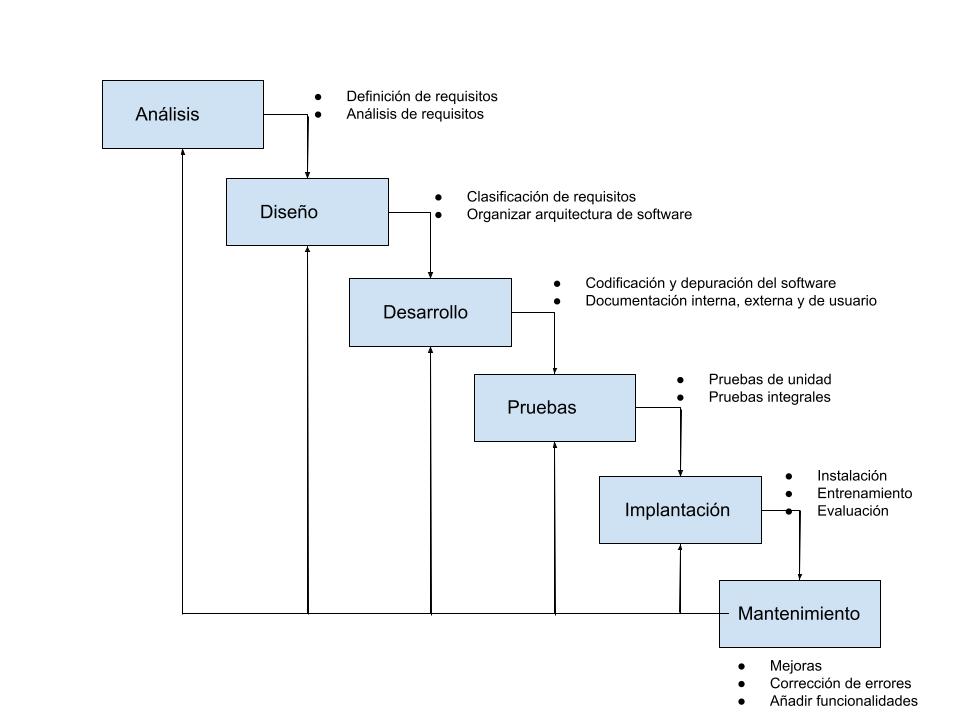 Análisis
● Definición de requisitos
● Análisis de requisitos
Diseño
● Clasificación de requisitos
● Organizar arquitectura de software
Desarrollo
● Codificación y depuración del software
● Documentación interna, externa y de usuario
Pruebas
● Pruebas de unidad
● Pruebas integrales
Implantación
● Instalación
● Entrenamiento
● Evaluación
Mantenimiento
● Mejoras
● Corrección de errores
● Añadir funcionalidades